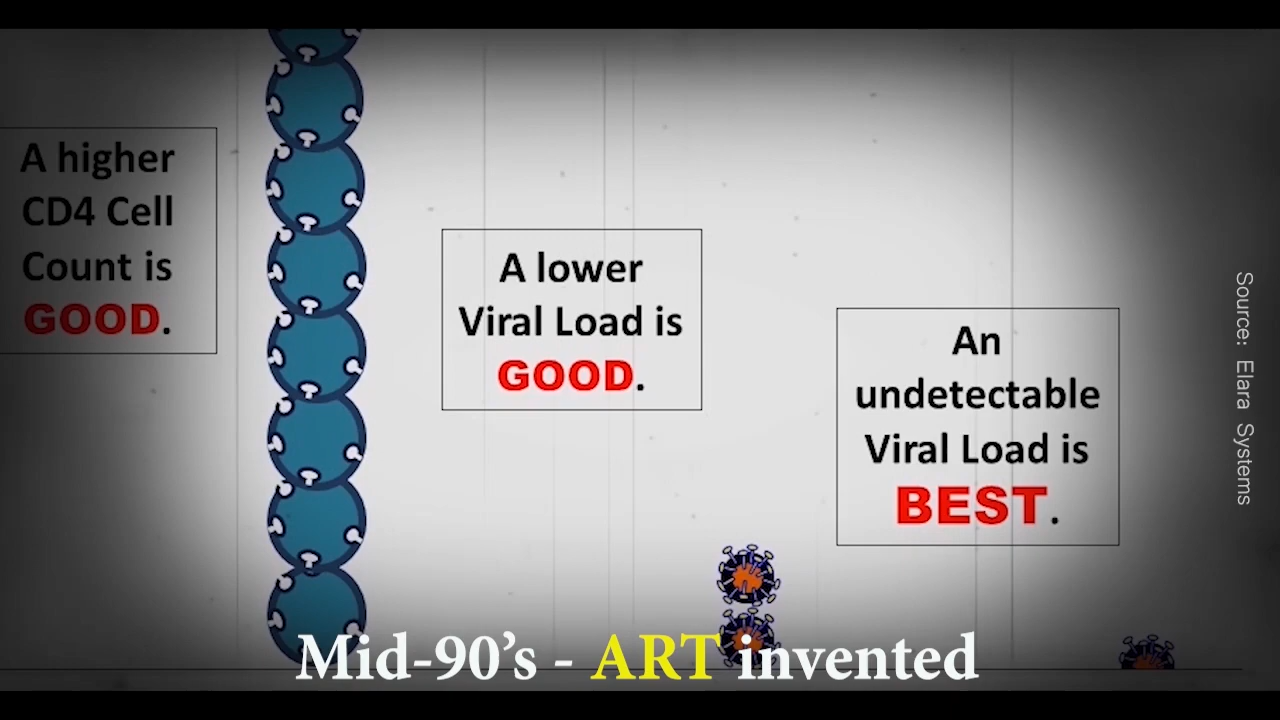 A higher
CD4 Cell
Count is
GOOD.
A lower
Viral Load is
GOOD.
An
undetectable
Viral Load is
BEST.
Source: Elara Systems
Mid-90’s - ART invented